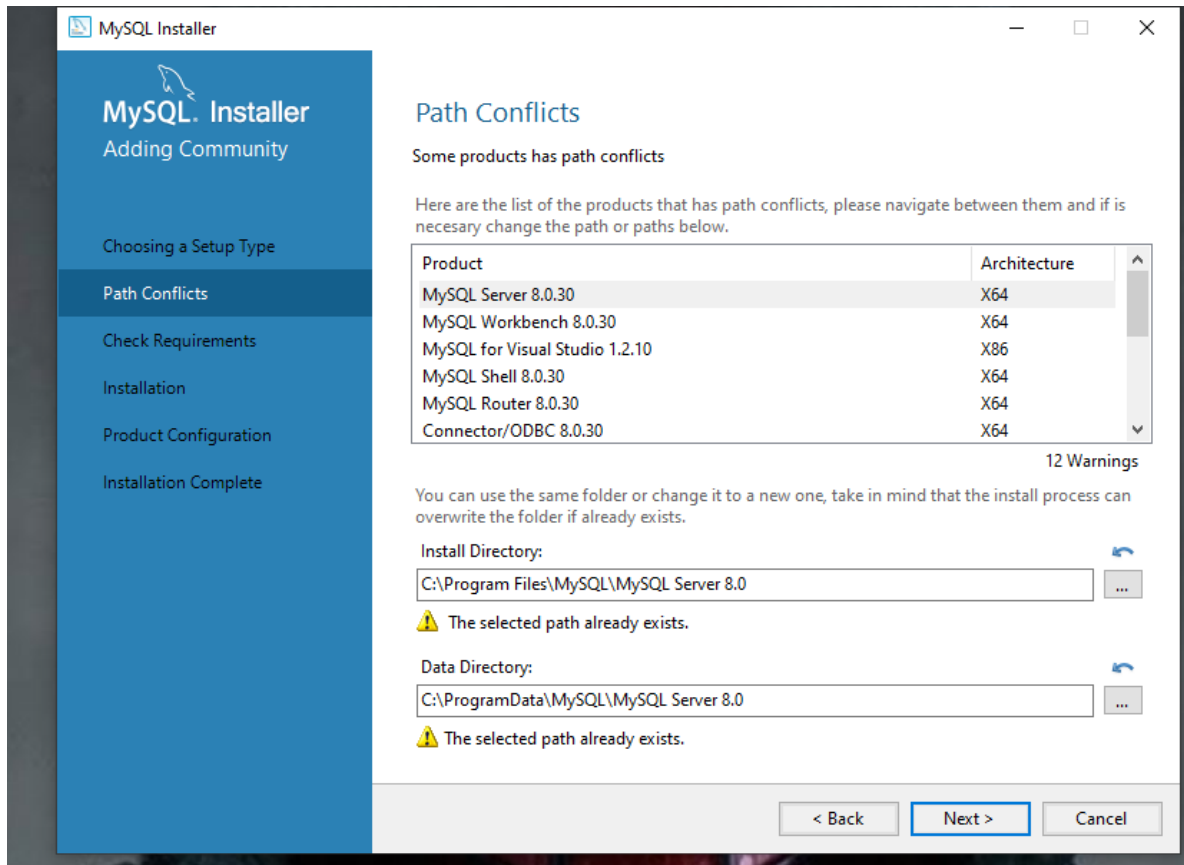 MySQL Installer
MySQL. Installer
Adding Community
Choosing a Setup Type
Path Conflicts
Check Requirements
Installation
Product Configuration
Installation Complete
Path Conflicts
Some products has path conflicts
Here are the list of the products that has path conflicts, please navigate between them and if is
necesary change the path or paths below.
Product Architecture
MySQL Server 8.0.30 X64
MySQL Workbench 8.0.30 X64
MySQL for Visual Studio 1.2.10 X86
MySQL Shell 8.0.30 X64
MySQL Router 8.0.30 X64
Connector/ODBC 8.0.30 X64
12 Warnings
You can use the same folder or change it to a new one, take in mind that the install process can
overwrite the folder if already exists.
Install Directory:
C:\Program Files\MySQL\MySQL Server 8.0
...
The selected path already exists.
Data Directory:
C:\ProgramData\MySQL\MySQL Server 8.0
...
The selected path already exists.
< Back Next > Cancel